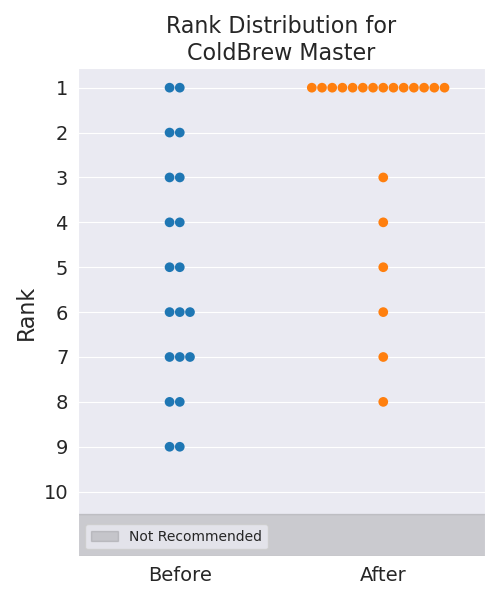 Rank Distribution for
ColdBrew Master
Rank
1
2
3
4
5
6
7
8
9
10
Not Recommended
Before
After